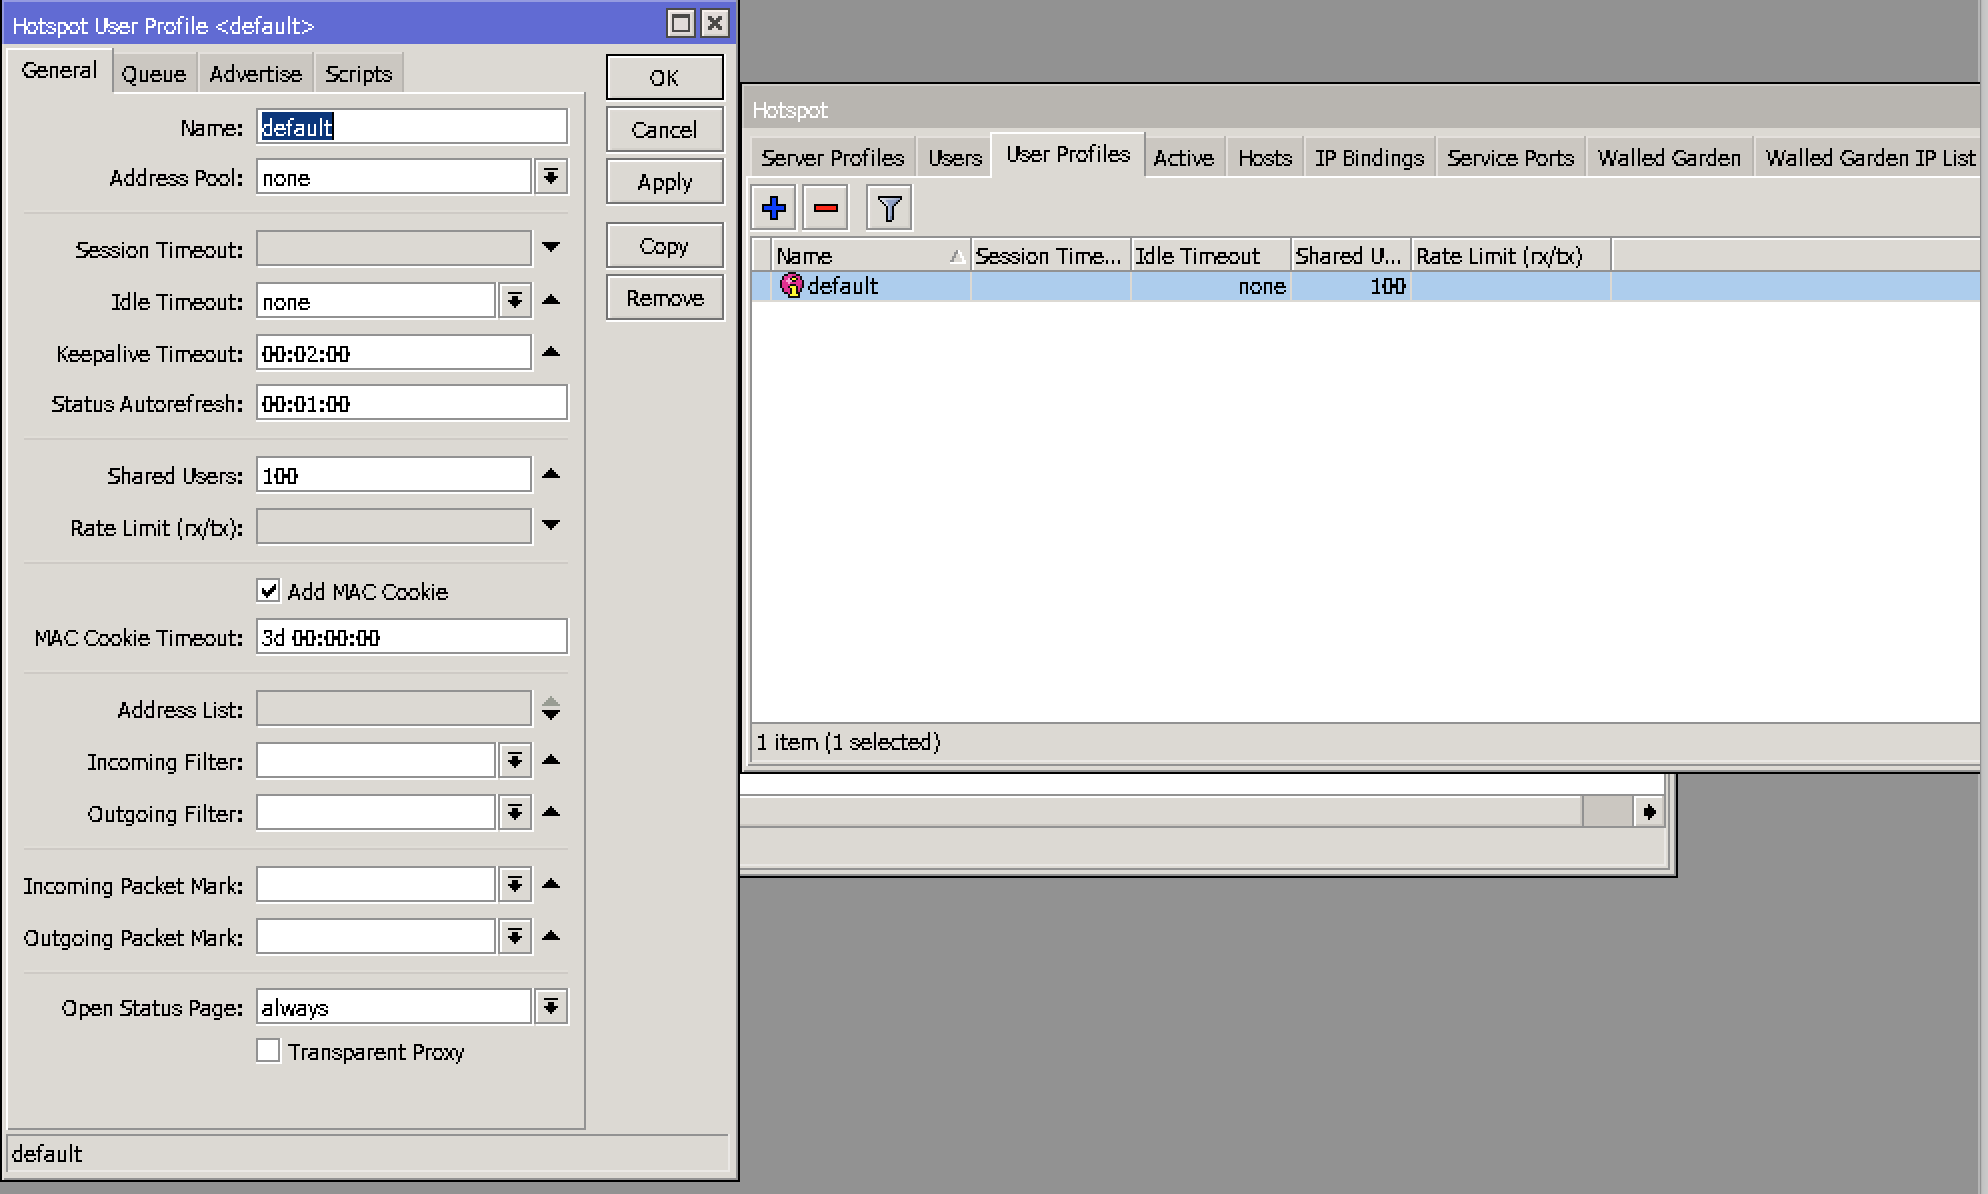 Hotspot User Profile <default>
General Queue Advertise Scripts
Name: default
Address Pool: none
Session Timeout:
Idle Timeout: none
Keepalive Timeout: 00:02:00
Status Autorefresh: 00:01:00
Shared Users: 100
Rate Limit (rx/tx):
Add MAC Cookie
MAC Cookie Timeout: 3d 00:00:00
Address List:
Incoming Filter:
Outgoing Filter:
Incoming Packet Mark:
Outgoing Packet Mark:
Open Status Page: always
Transparent Proxy
default
OK
Cancel
Apply
Copy
Remove
Hotspot
Server Profiles Users User Profiles Active Hosts IP Bindings Service Ports Walled Garden Walled Garden IP List
Name Session Time... Idle Timeout Shared U... Rate Limit (rx/tx)
default none 100
1 item (1 selected)